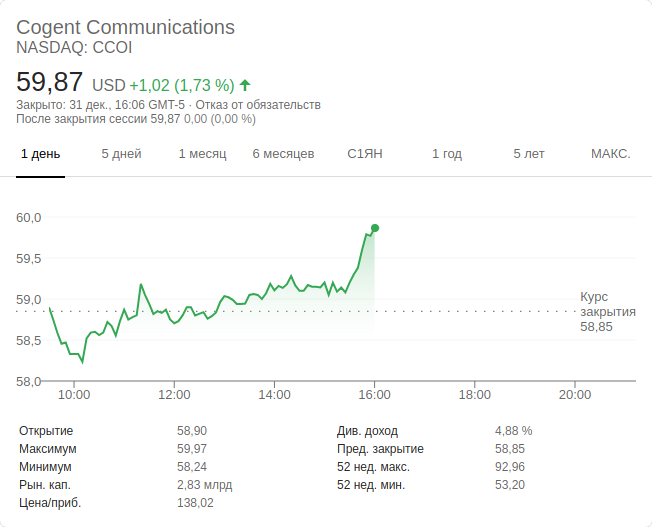 Cogent Communications
NASDAQ: CCOI
59,87 USD +1,02 (1,73 %) ↑
Закрыто: 31 дек., 16:06 GMT-5 · Отказ от обязательств
После закрытия сессии 59,87 0,00 (0,00 %)
1 день 5 дней 1 месяц 6 месяцев С1ЯН 1 год 5 лет МАКС.
60,0
59,5
59,0
58,5
58,0
Курс
закрытия
58,85
10:00 12:00 14:00 16:00 18:00 20:00
Открытие 58,90 Див. доход 4,88 %
Максимум 59,97 Пред. закрытие 58,85
Минимум 58,24 52 нед. макс. 92,96
Рын. кап. 2,83 млрд 52 нед. мин. 53,20
Цена/приб. 138,02